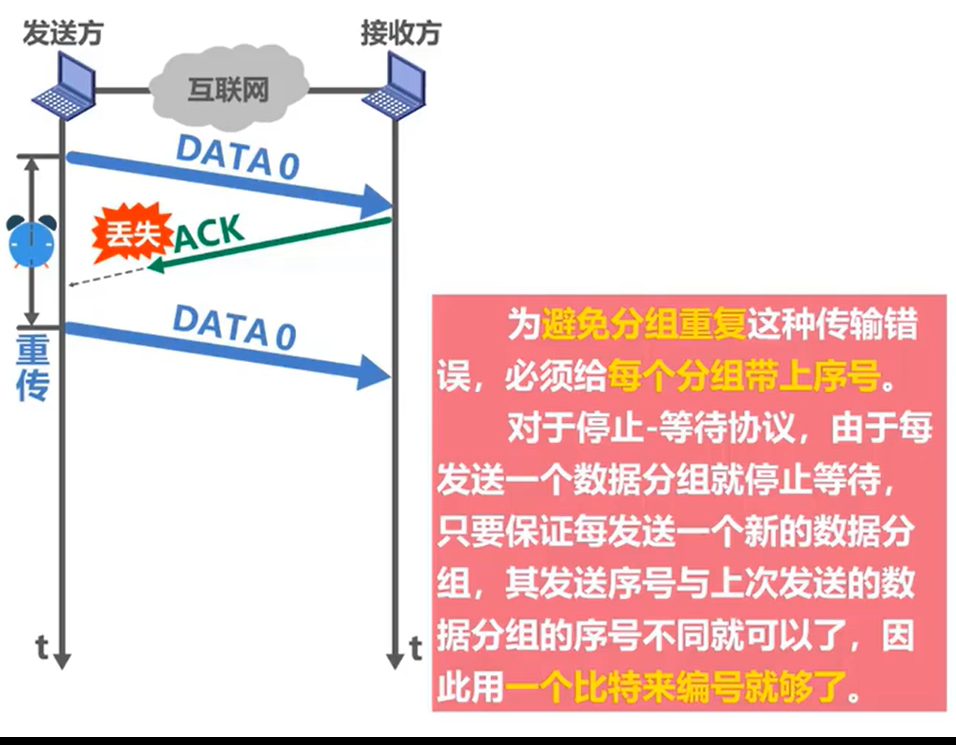 发送方
接收方
互联网
DATA 0
丢失
ACK
DATA 0
重传
t
t
为避免分组重复这种传输错
误，必须给每个分组带上序号。
对于停止-等待协议，由于每
发送一个数据分组就停止等待，
只要保证每发送一个新的数据分
组，其发送序号与上次发送的数
据分组的序号不同就可以了，因
此用一个比特来编号就够了。